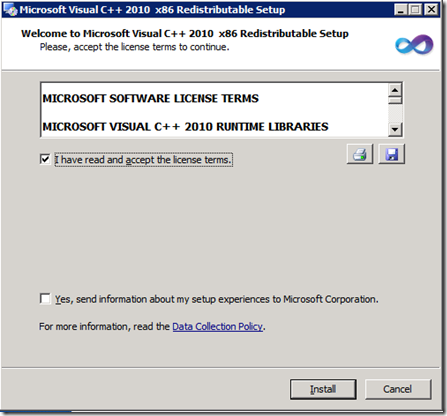 Microsoft Visual C++ 2010 x86 Redistributable Setup
Welcome to Microsoft Visual C++ 2010 x86 Redistributable Setup
Please, accept the license terms to continue.
MICROSOFT SOFTWARE LICENSE TERMS
MICROSOFT VISUAL C++ 2010 RUNTIME LIBRARIES
I have read and accept the license terms.
Yes, send information about my setup experiences to Microsoft Corporation.
For more information, read the Data Collection Policy.
Install
Cancel